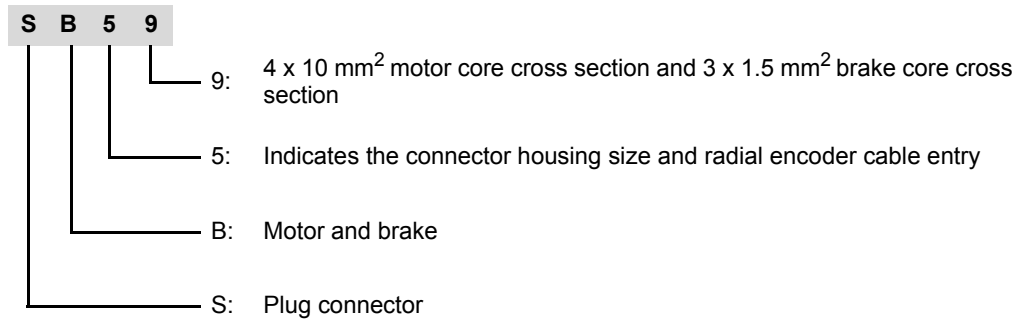 S B 5 9
9: 4 x 10 mm² motor core cross section and 3 x 1.5 mm² brake core cross
section
5: Indicates the connector housing size and radial encoder cable entry
B: Motor and brake
S: Plug connector